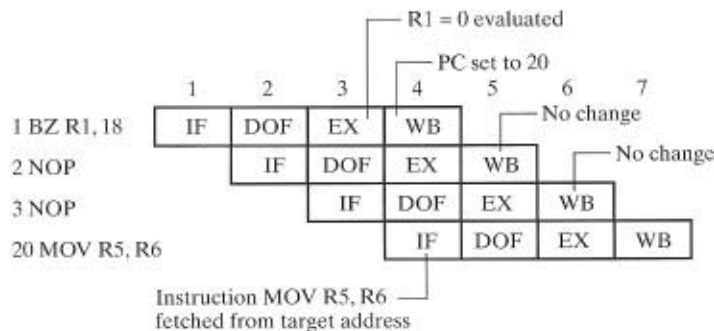 R1 = 0 evaluated
PC set to 20
1 2 3 4 5 6 7
No change
1 BZ R1, 18 IF DOF EX WB
No change
2 NOP IF DOF EX WB
3 NOP IF DOF EX WB
20 MOV R5, R6 IF DOF EX WB
Instruction MOV R5, R6
fetched from target address